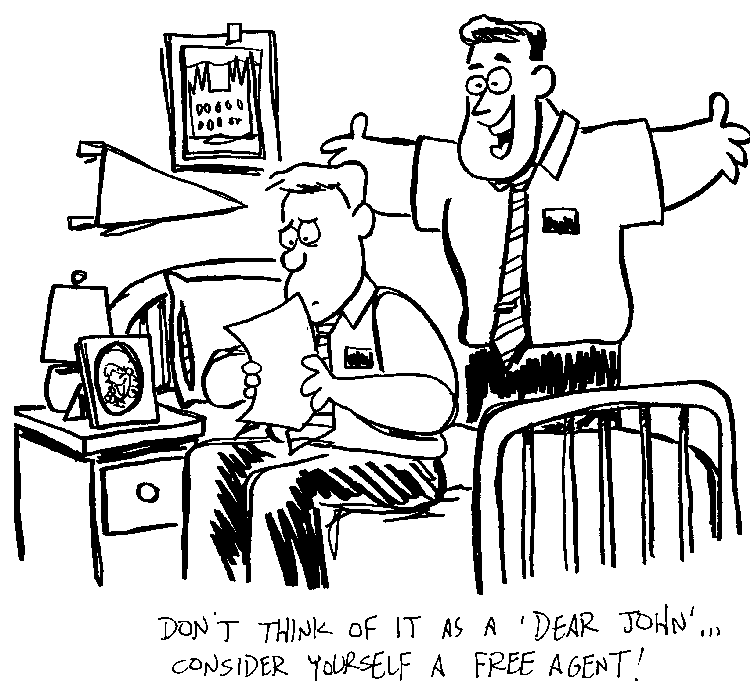 DON'T THINK OF IT AS A 'DEAR JOHN'...
CONSIDER YOURSELF A FREE AGENT!